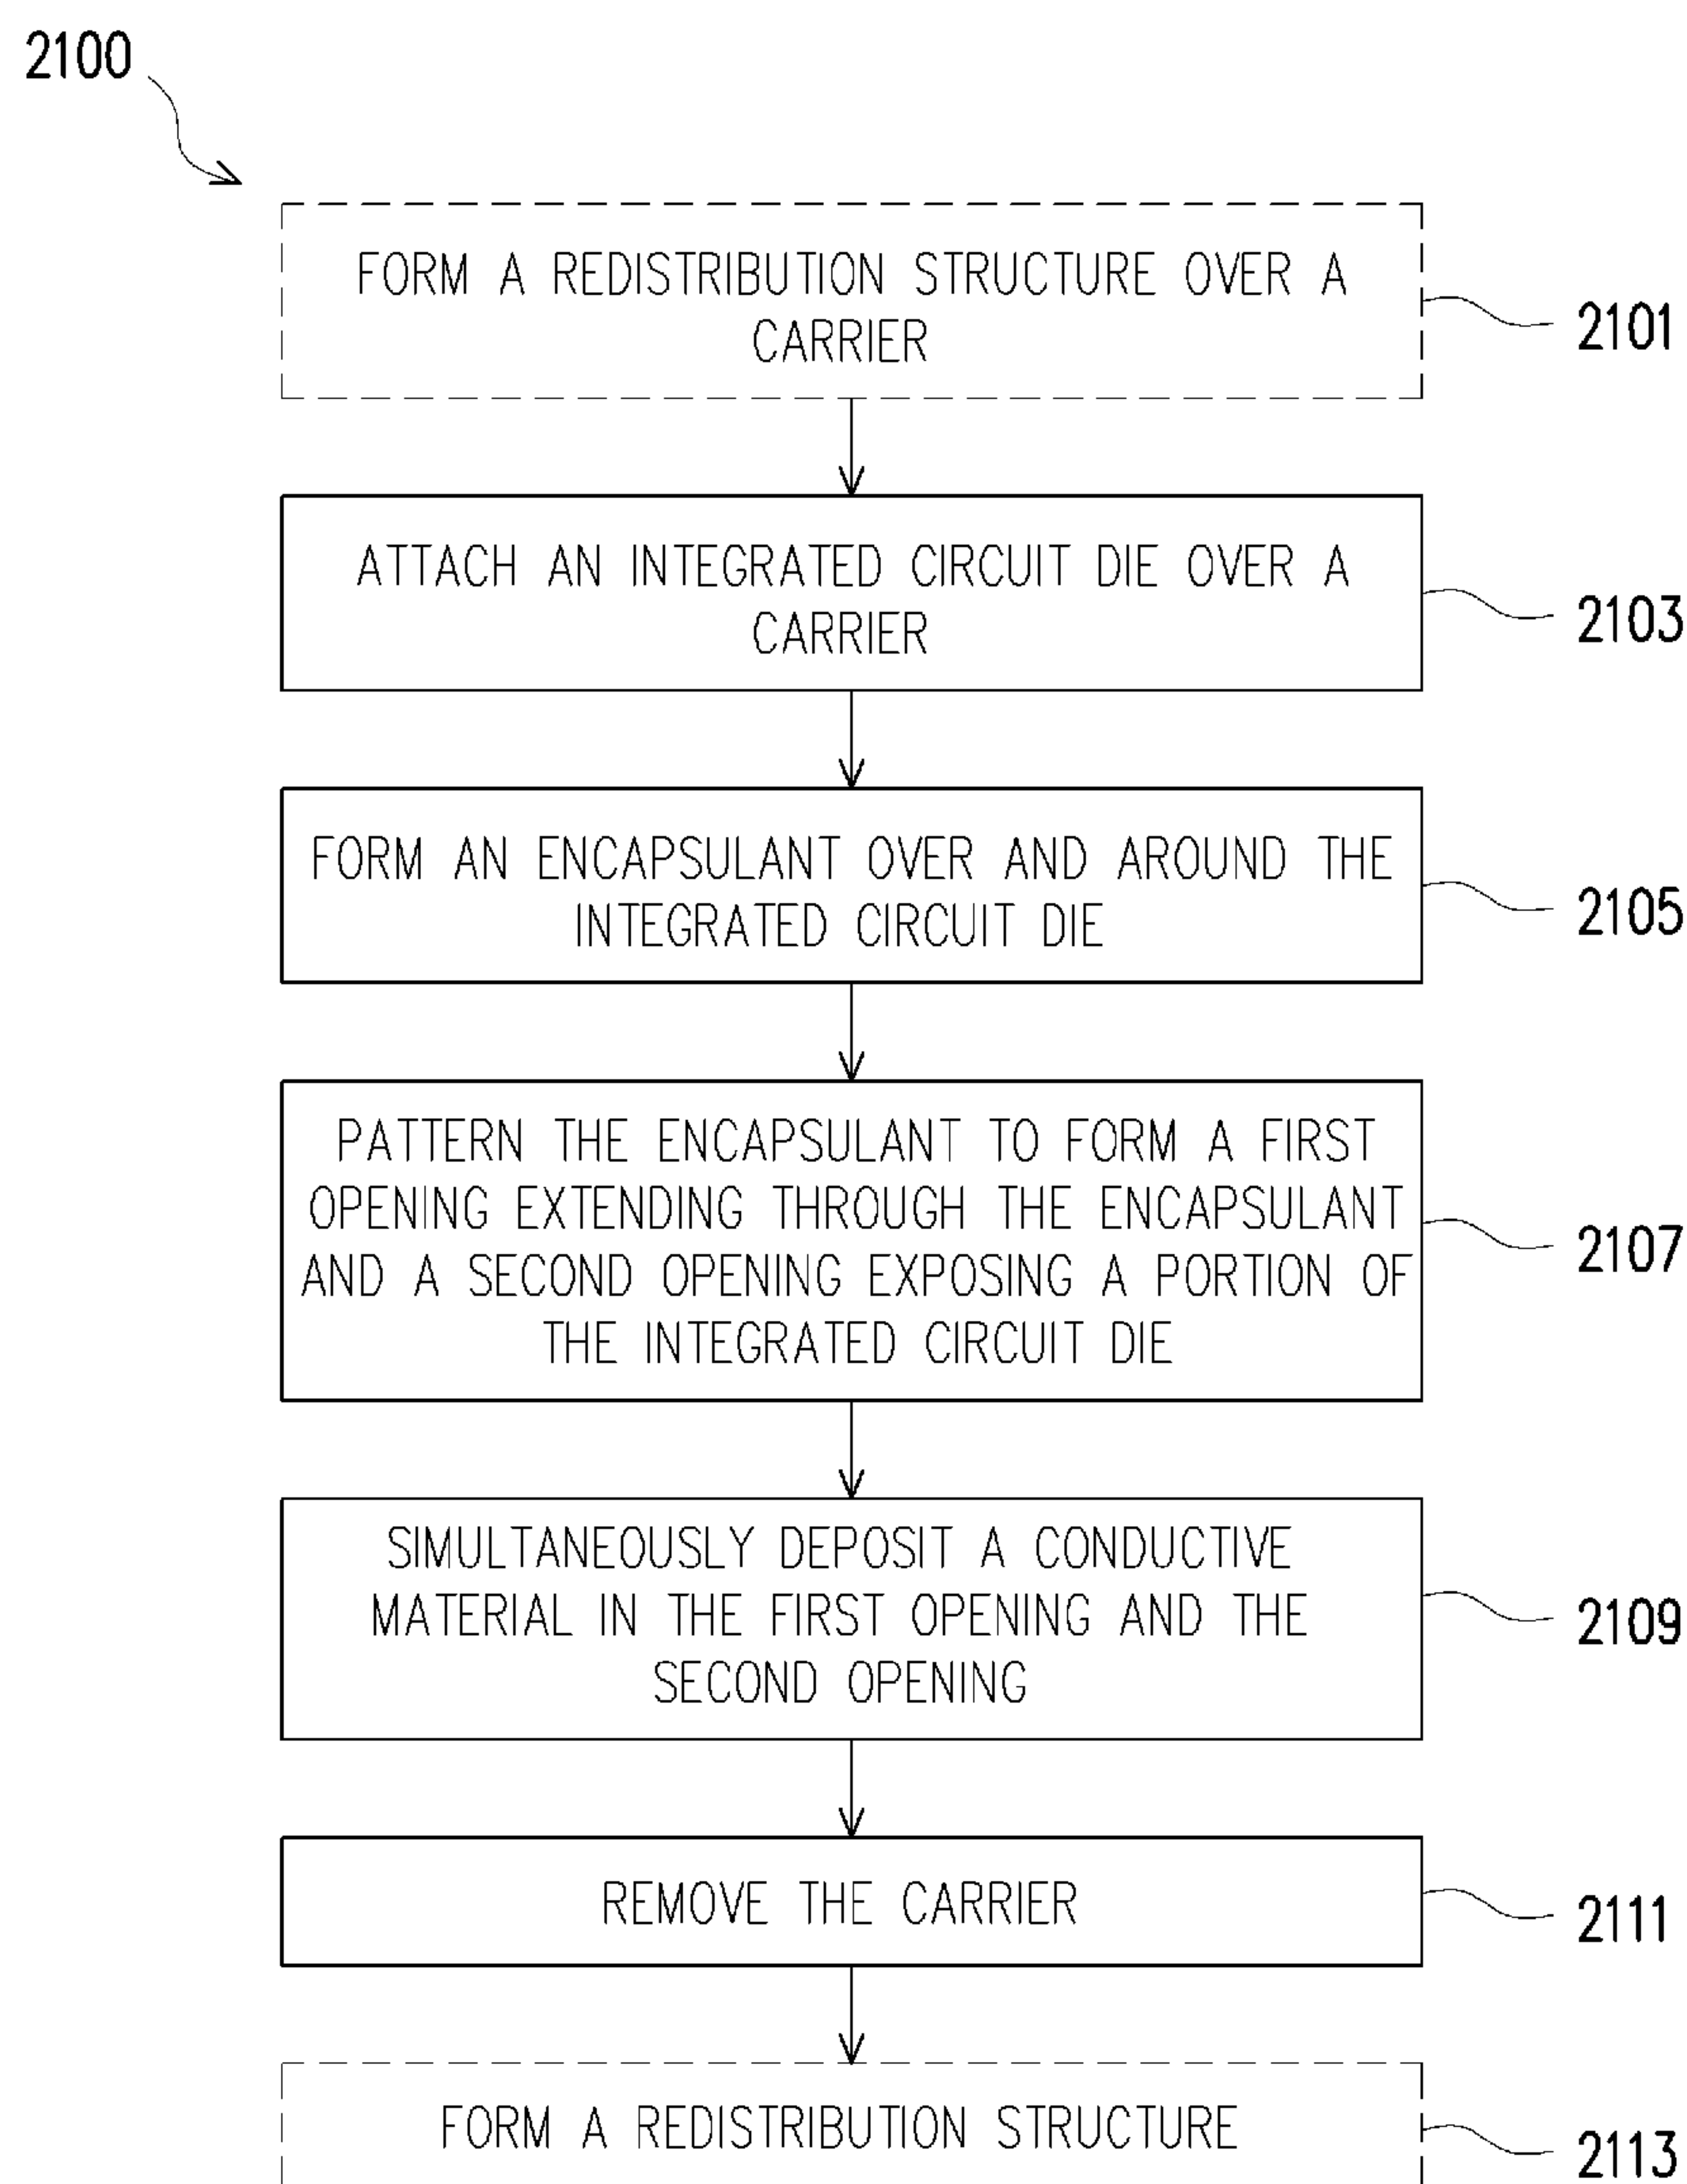 2100
FORM A REDISTRIBUTION STRUCTURE OVER A
CARRIER
2101
ATTACH AN INTEGRATED CIRCUIT DIE OVER A
CARRIER
2103
FORM AN ENCAPSULANT OVER AND AROUND THE
INTEGRATED CIRCUIT DIE
2105
PATTERN THE ENCAPSULANT TO FORM A FIRST
OPENING EXTENDING THROUGH THE ENCAPSULANT
AND A SECOND OPENING EXPOSING A PORTION OF
THE INTEGRATED CIRCUIT DIE
2107
SIMULTANEOUSLY DEPOSIT A CONDUCTIVE
MATERIAL IN THE FIRST OPENING AND THE
SECOND OPENING
2109
REMOVE THE CARRIER
2111
FORM A REDISTRIBUTION STRUCTURE
2113